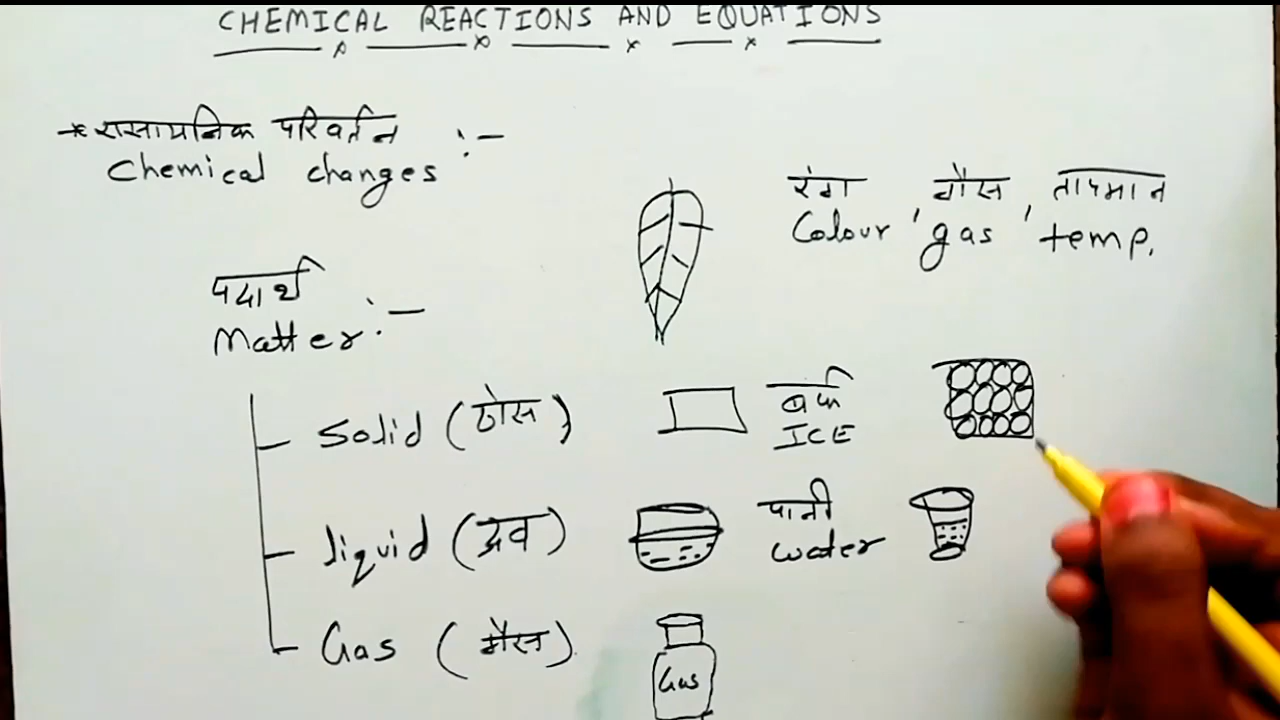 CHEMICAL REACTIONS AND EQUATIONS
* रासायनिक परिवर्तन :-
Chemical changes
रंग , गैस , तापमान
Colour , gas , temp.
पदार्थ
Matter :-
Solid (ठोस)
बर्फ
ICE
liquid (द्रव)
पानी
water
Gas (गैस)
Gas